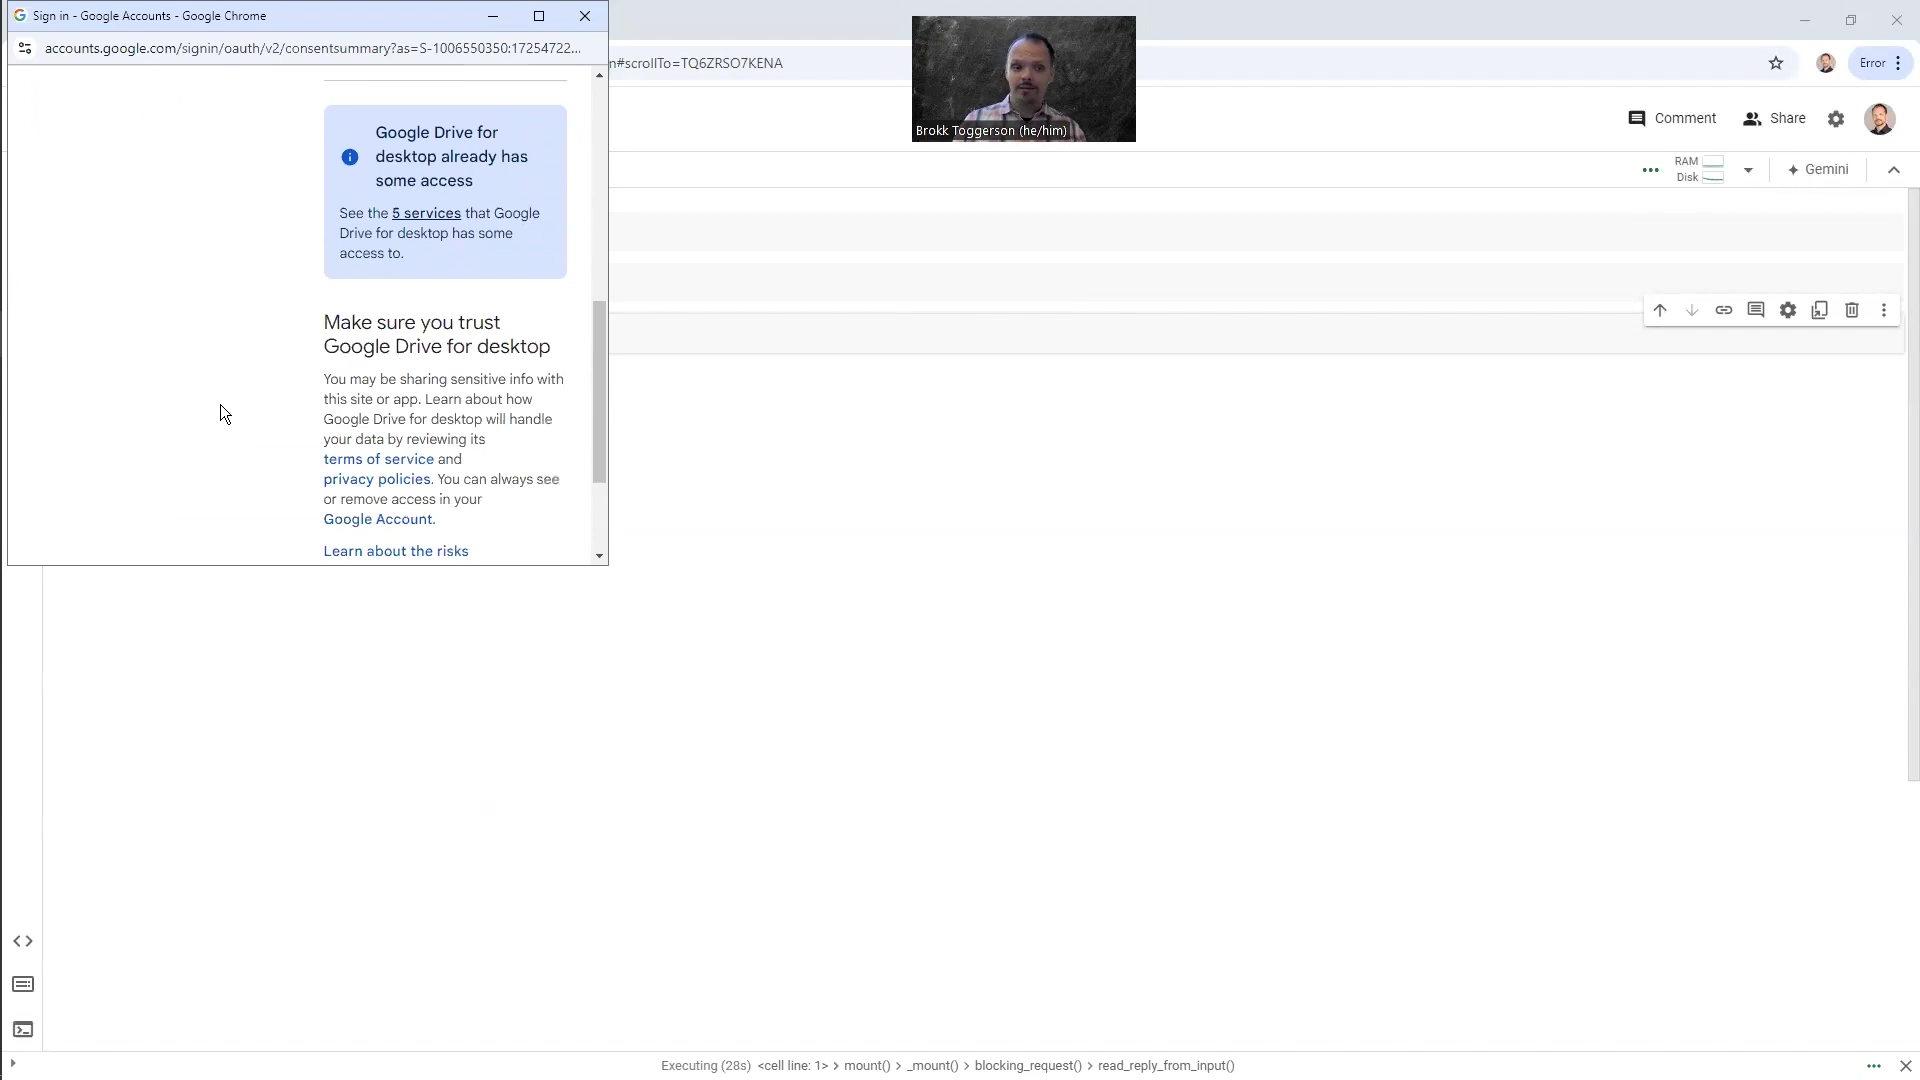 Sign in - Google Accounts - Google Chrome
accounts.google.com/signin/oauth/v2/consentsummary?as=S-1006550350:17254722...
n#scrollTo=TQ6ZRSO7KENA
Error
Brokk Toggerson (he/him)
Comment
Share
RAM
Disk
Gemini
Google Drive for
desktop already has
some access
See the 5 services that Google
Drive for desktop has some
access to.
Make sure you trust
Google Drive for desktop
You may be sharing sensitive info with
this site or app. Learn about how
Google Drive for desktop will handle
your data by reviewing its
terms of service and
privacy policies. You can always see
or remove access in your
Google Account.
Learn about the risks
Executing (28s) <cell line: 1> > mount() > _mount() > blocking_request() > read_reply_from_input()